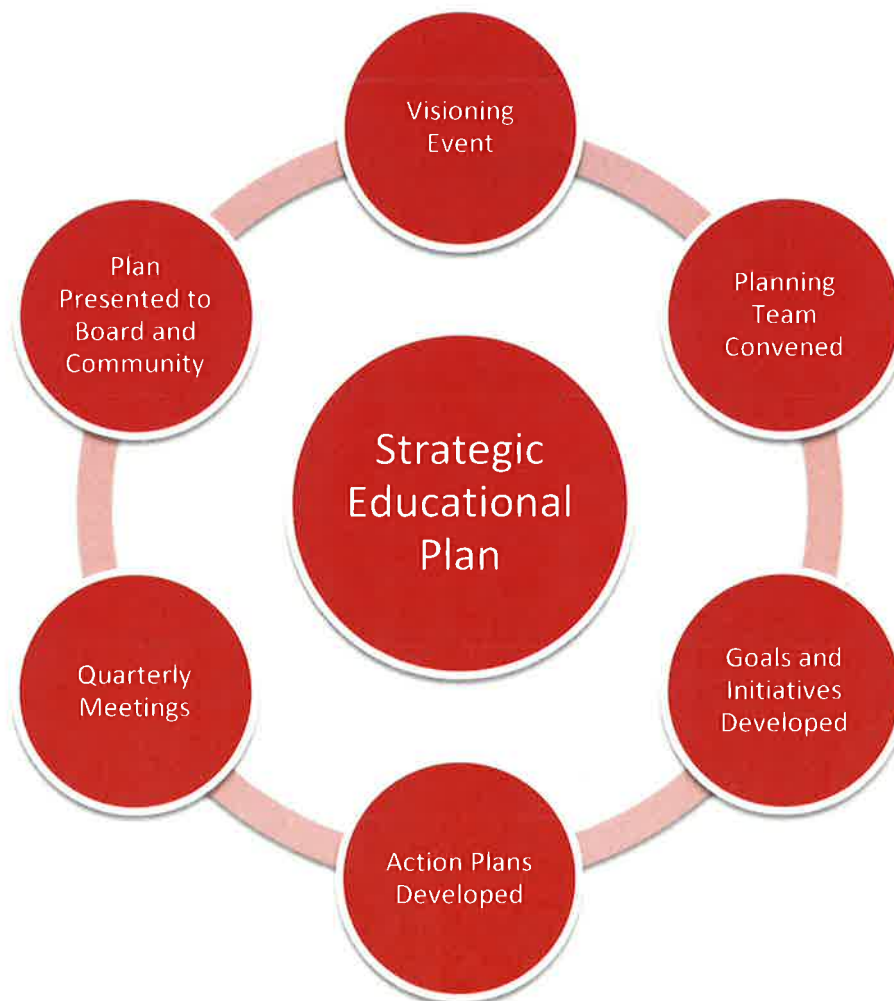 Visioning
Event
Planning
Team
Convened
Goals and
Initiatives
Developed
Action Plans
Developed
Quarterly
Meetings
Plan
Presented to
Board and
Community
Strategic
Educational
Plan